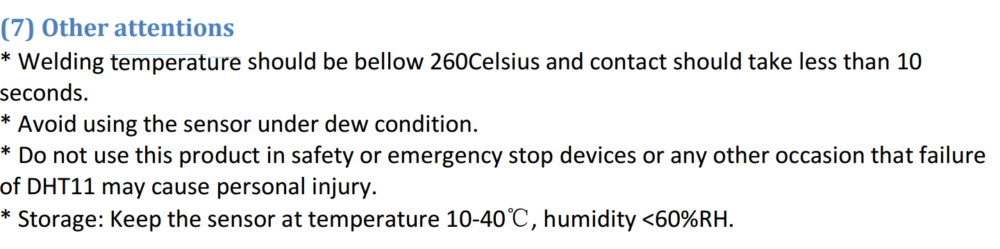 (7) Other attentions
* Welding temperature should be bellow 260Celsius and contact should take less than 10
seconds.
* Avoid using the sensor under dew condition.
* Do not use this product in safety or emergency stop devices or any other occasion that failure
of DHT11 may cause personal injury.
* Storage: Keep the sensor at temperature 10-40℃, humidity <60%RH.